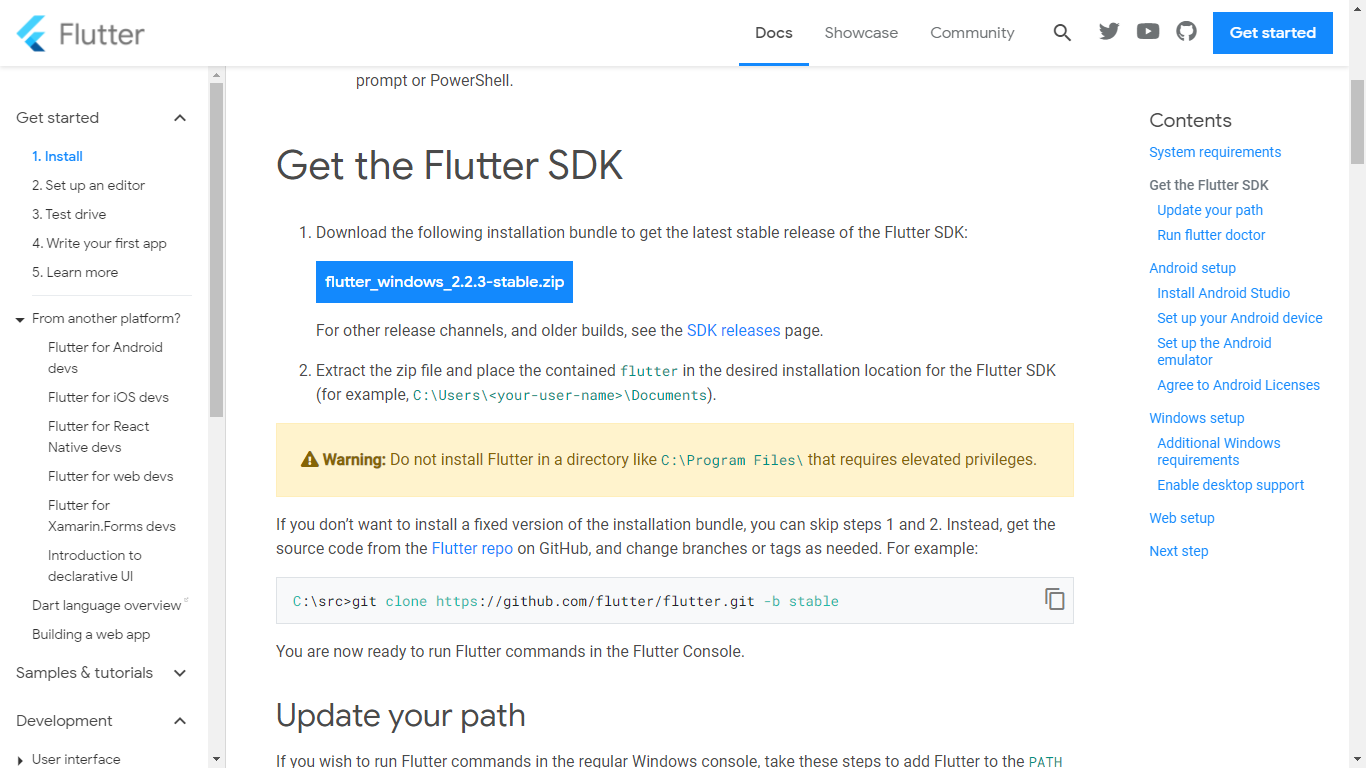 Flutter
Docs
Showcase
Community
Get started
Get started
1. Install
2. Set up an editor
3. Test drive
4. Write your first app
5. Learn more
From another platform?
Flutter for Android
devs
Flutter for iOS devs
Flutter for React
Native devs
Flutter for web devs
Flutter for
Xamarin.Forms devs
Introduction to
declarative UI
Dart language overview
Building a web app
Samples & tutorials
Development
User interface
prompt or PowerShell.
Get the Flutter SDK
1. Download the following installation bundle to get the latest stable release of the Flutter SDK:
flutter_windows_2.2.3-stable.zip
For other release channels, and older builds, see the SDK releases page.
2. Extract the zip file and place the contained flutter in the desired installation location for the Flutter SDK
(for example, C:\Users\<your-user-name>\Documents).
Warning: Do not install Flutter in a directory like C:\Program Files\ that requires elevated privileges.
If you don’t want to install a fixed version of the installation bundle, you can skip steps 1 and 2. Instead, get the
source code from the Flutter repo on GitHub, and change branches or tags as needed. For example:
C:\src>git clone https://github.com/flutter/flutter.git -b stable
You are now ready to run Flutter commands in the Flutter Console.
Update your path
If you wish to run Flutter commands in the regular Windows console, take these steps to add Flutter to the PATH
Contents
System requirements
Get the Flutter SDK
Update your path
Run flutter doctor
Android setup
Install Android Studio
Set up your Android device
Set up the Android
emulator
Agree to Android Licenses
Windows setup
Additional Windows
requirements
Enable desktop support
Web setup
Next step